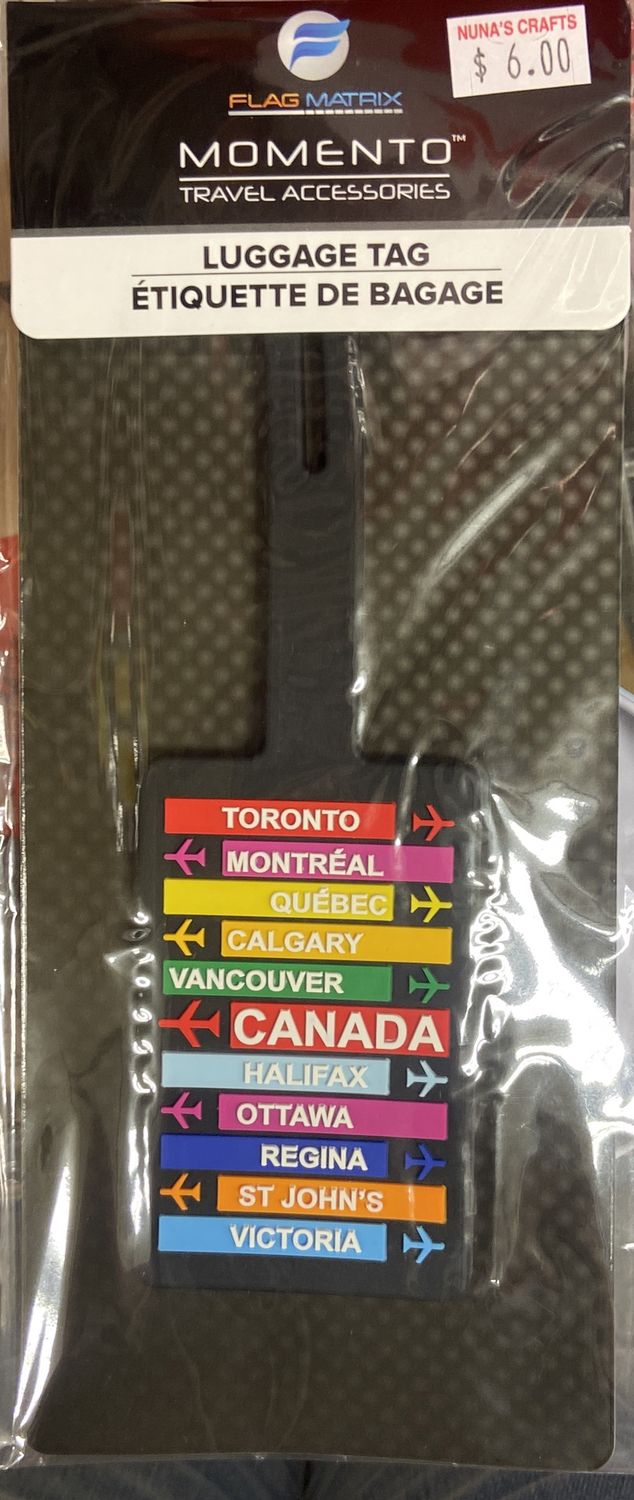 NUNA'S CRAFTS
$ 6.00
FLAG MATRIX
MOMENTO™
TRAVEL ACCESSORIES
LUGGAGE TAG
ÉTIQUETTE DE BAGAGE
TORONTO
MONTRÉAL
QUÉBEC
CALGARY
VANCOUVER
CANADA
HALIFAX
OTTAWA
REGINA
ST JOHN'S
VICTORIA